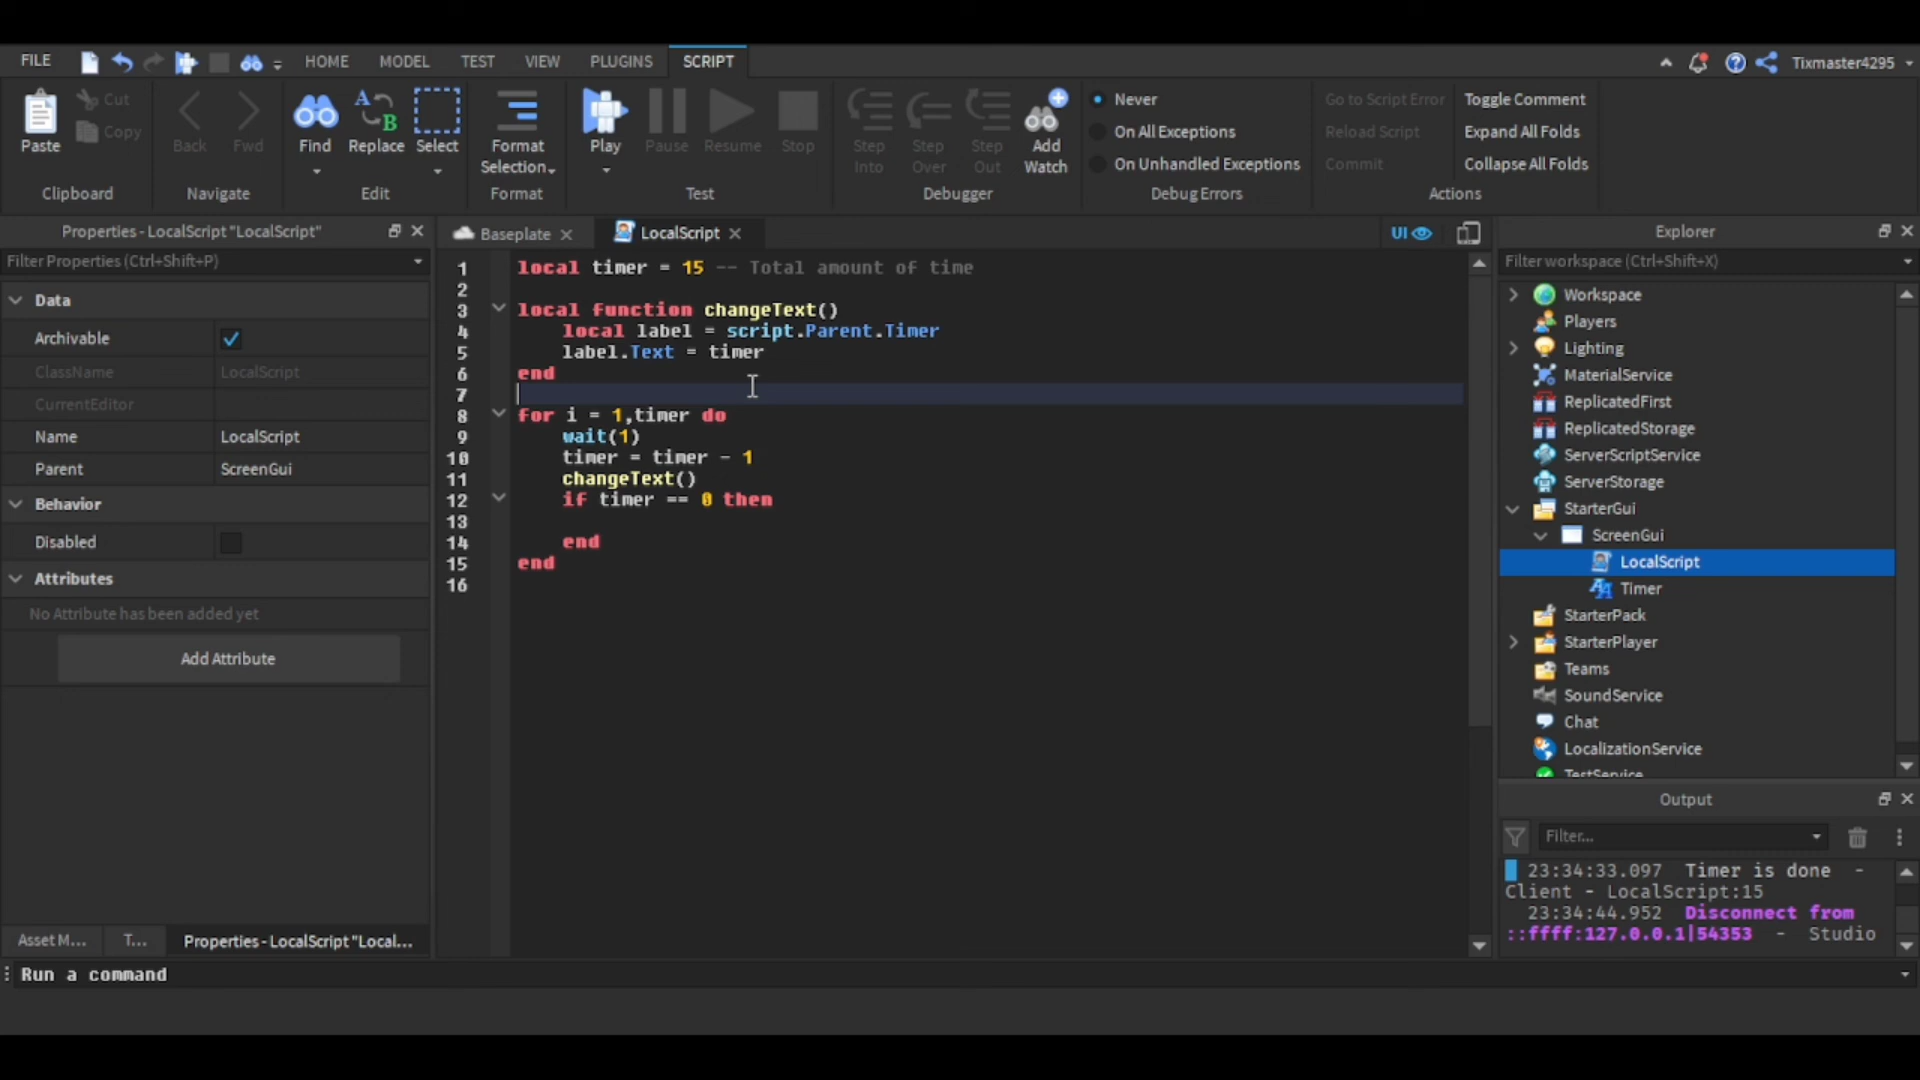 FILE HOME MODEL TEST VIEW PLUGINS SCRIPT Tixmaster4295
Paste Cut Copy
Back Fwd
Find Replace Select
Format Selection
Play Pause Resume Stop
Step Into Step Over Step Out Add Watch
Never
On All Exceptions
On Unhandled Exceptions
Go to Script Error
Reload Script
Commit
Toggle Comment
Expand All Folds
Collapse All Folds
Clipboard Navigate Edit Format Test Debugger Debug Errors Actions
Properties - LocalScript "LocalScript"
Filter Properties (Ctrl+Shift+P)
Data
Archivable
ClassName LocalScript
CurrentEditor
Name LocalScript
Parent ScreenGui
Behavior
Disabled
Attributes
No Attribute has been added yet
Add Attribute
Asset M... T... Properties - LocalScript "Local...
Baseplate LocalScript UI
1 local timer = 15 -- Total amount of time
2
3 local function changeText()
4 local label = script.Parent.Timer
5 label.Text = timer
6 end
7
8 for i = 1,timer do
9 wait(1)
10 timer = timer - 1
11 changeText()
12 if timer == 0 then
13
14 end
15 end
16
Explorer
Filter workspace (Ctrl+Shift+X)
Workspace
Players
Lighting
MaterialService
ReplicatedFirst
ReplicatedStorage
ServerScriptService
ServerStorage
StarterGui
ScreenGui
LocalScript
Timer
StarterPack
StarterPlayer
Teams
SoundService
Chat
LocalizationService
TestService
Output
Filter...
23:34:33.097 Timer is done -
Client - LocalScript:15
23:34:44.952 Disconnect from
::ffff:127.0.0.1|54353 - Studio
Run a command